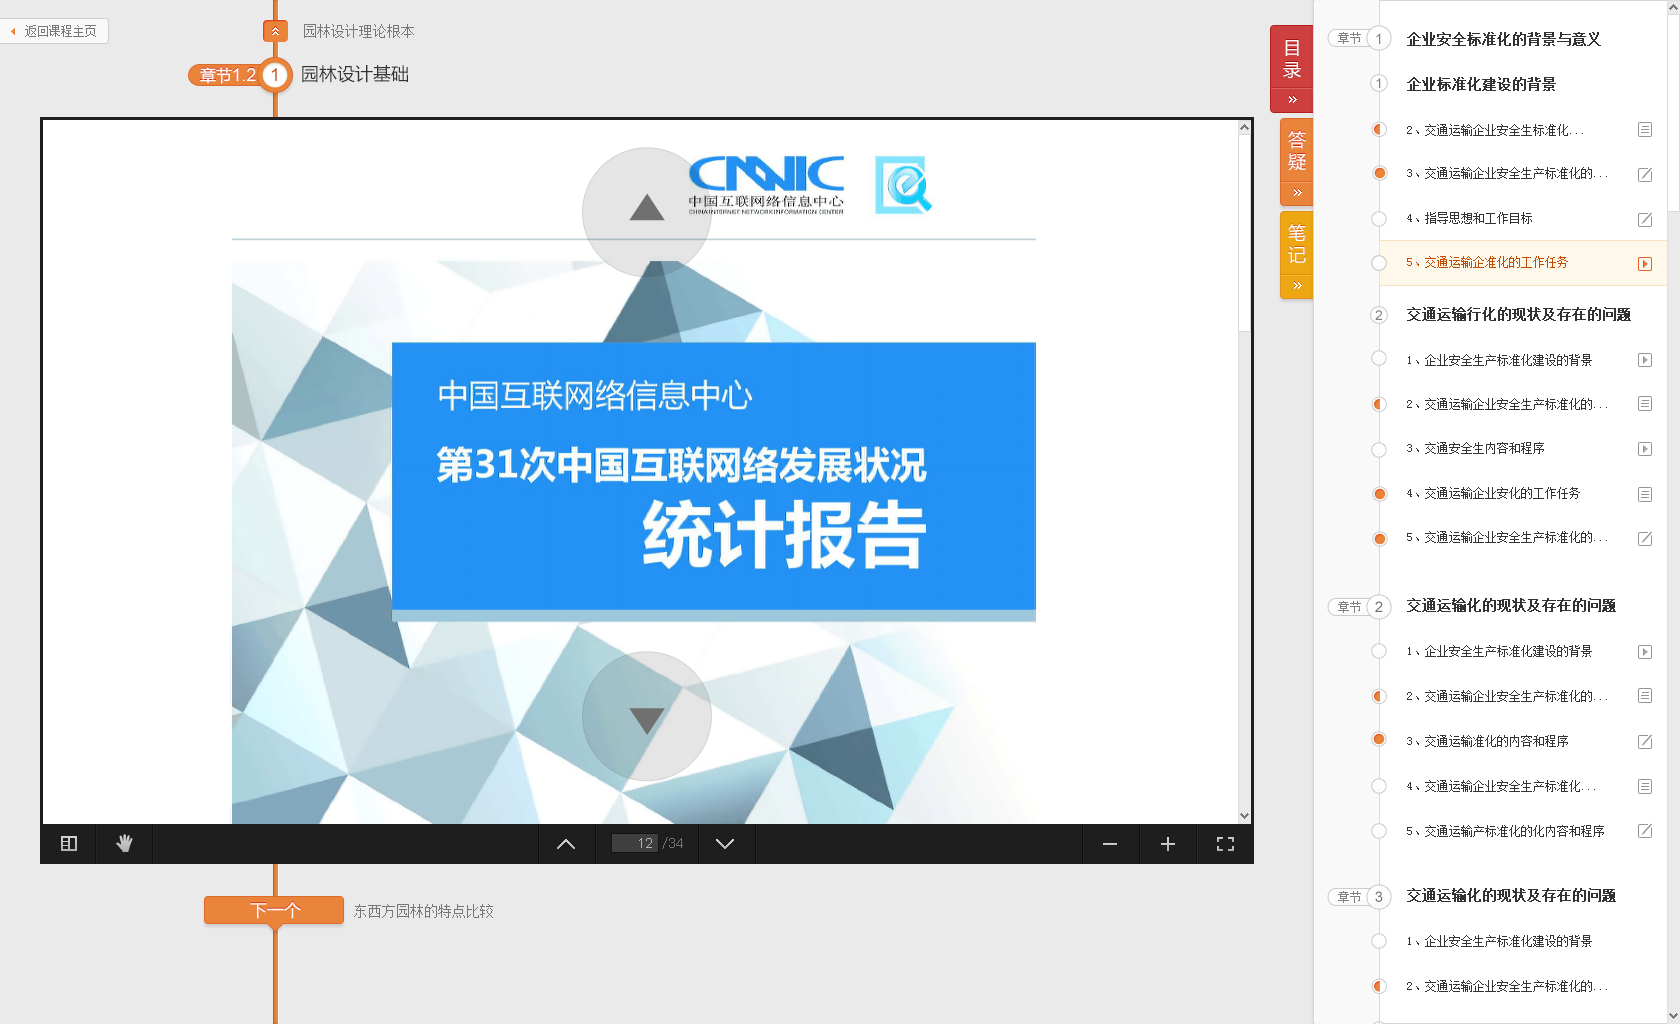 返回课程主页
园林设计理论根本
章节1.2 1 园林设计基础
CNNIC
中国互联网络信息中心
CHINA INTERNET NETWORK INFORMATION CENTER
中国互联网络信息中心
第31次中国互联网络发展状况
统计报告
12 /34
下一个 东西方园林的特点比较
目录
»
答疑
»
笔记
»
章节 1 企业安全标准化的背景与意义
1 企业标准化建设的背景
2、交通运输企业安全生标准化...
3、交通运输企业安全生产标准化的...
4、指导思想和工作目标
5、交通运输企准化的工作任务
2 交通运输行化的现状及存在的问题
1、企业安全生产标准化建设的背景
2、交通运输企业安全生产标准化的...
3、交通安全生内容和程序
4、交通运输企业安化的工作任务
5、交通运输企业安全生产标准化的...
章节 2 交通运输化的现状及存在的问题
1、企业安全生产标准化建设的背景
2、交通运输企业安全生产标准化的...
3、交通运输准化的内容和程序
4、交通运输企业安全生产标准化...
5、交通运输产标准化的化内容和程序
章节 3 交通运输化的现状及存在的问题
1、企业安全生产标准化建设的背景
2、交通运输企业安全生产标准化的...